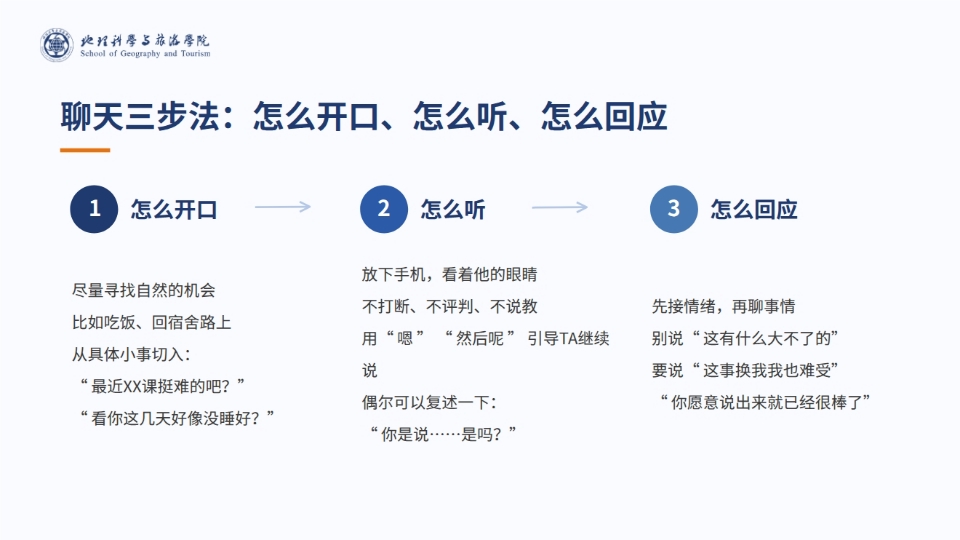 地理科學与旅游學院
School of Geography and Tourism
聊天三步法：怎么开口、怎么听、怎么回应
1 怎么开口
尽量寻找自然的机会
比如吃饭、回宿舍路上
从具体小事切入：
“最近XX课挺难的吧？”
“看你这几天好像没睡好？”
2 怎么听
放下手机，看着他的眼睛
不打断、不评判、不说教
用“嗯” “然后呢” 引导TA继续
说
偶尔可以复述一下：
“你是说……是吗？”
3 怎么回应
先接情绪，再聊事情
别说“这有什么大不了的”
要说“这事换我我也难受”
“你愿意说出来就已经很棒了”